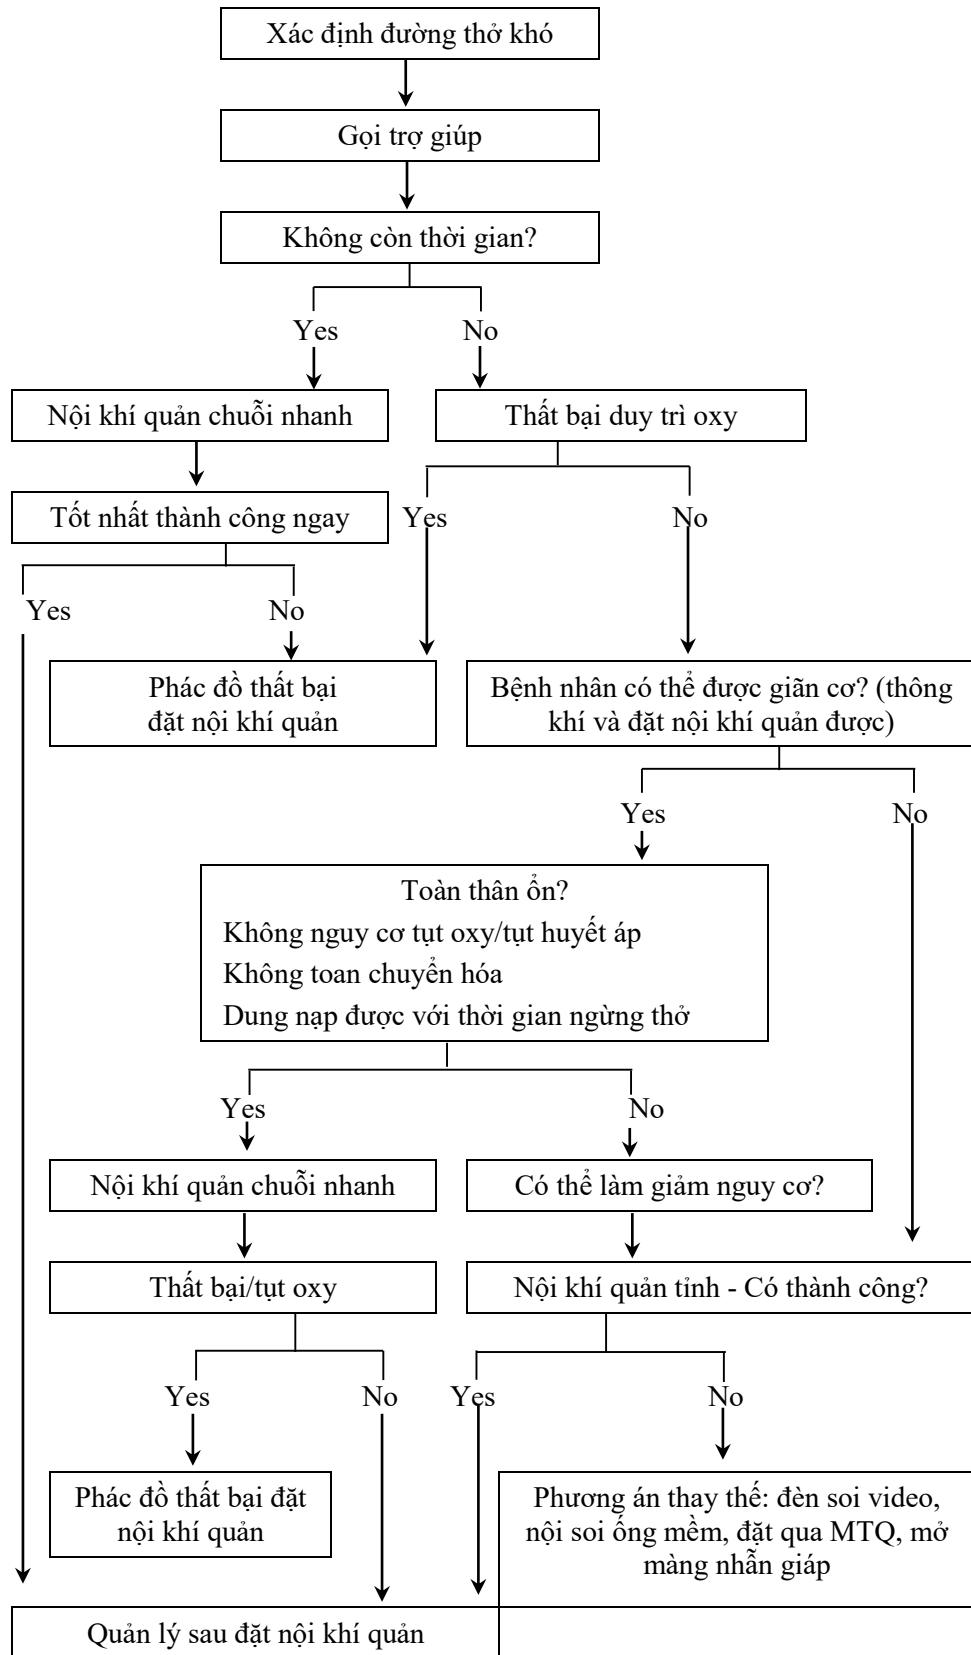 Xác định đường thở khó
Gọi trợ giúp
Không còn thời gian?
Yes
No
Nội khí quản chuỗi nhanh
Thất bại duy trì oxy
Tốt nhất thành công ngay
Yes
No
Yes
No
Phác đồ thất bại
đặt nội khí quản
Bệnh nhân có thể được giãn cơ? (thông
khí và đặt nội khí quản được)
Yes
No
Toàn thân ổn?
Không nguy cơ tụt oxy/tụt huyết áp
Không toan chuyển hóa
Dung nạp được với thời gian ngừng thở
Yes
No
Nội khí quản chuỗi nhanh
Có thể làm giảm nguy cơ?
Thất bại/tụt oxy
Nội khí quản tỉnh - Có thành công?
Yes
No
Yes
No
Phác đồ thất bại đặt
nội khí quản
Phương án thay thế: đèn soi video,
nội soi ống mềm, đặt qua MTQ, mở
màng nhẫn giáp
Quản lý sau đặt nội khí quản